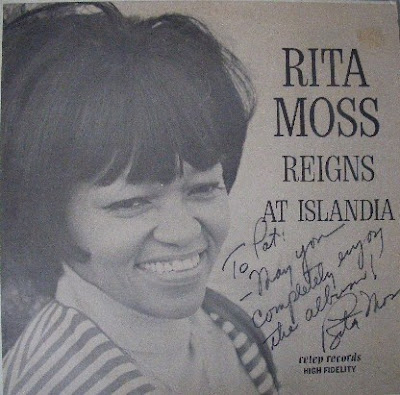 RITA
MOSS
REIGNS
AT ISLANDIA
To Pat,
- May you
completely enjoy
the album!
Rita Moss
retep records
HIGH FIDELITY